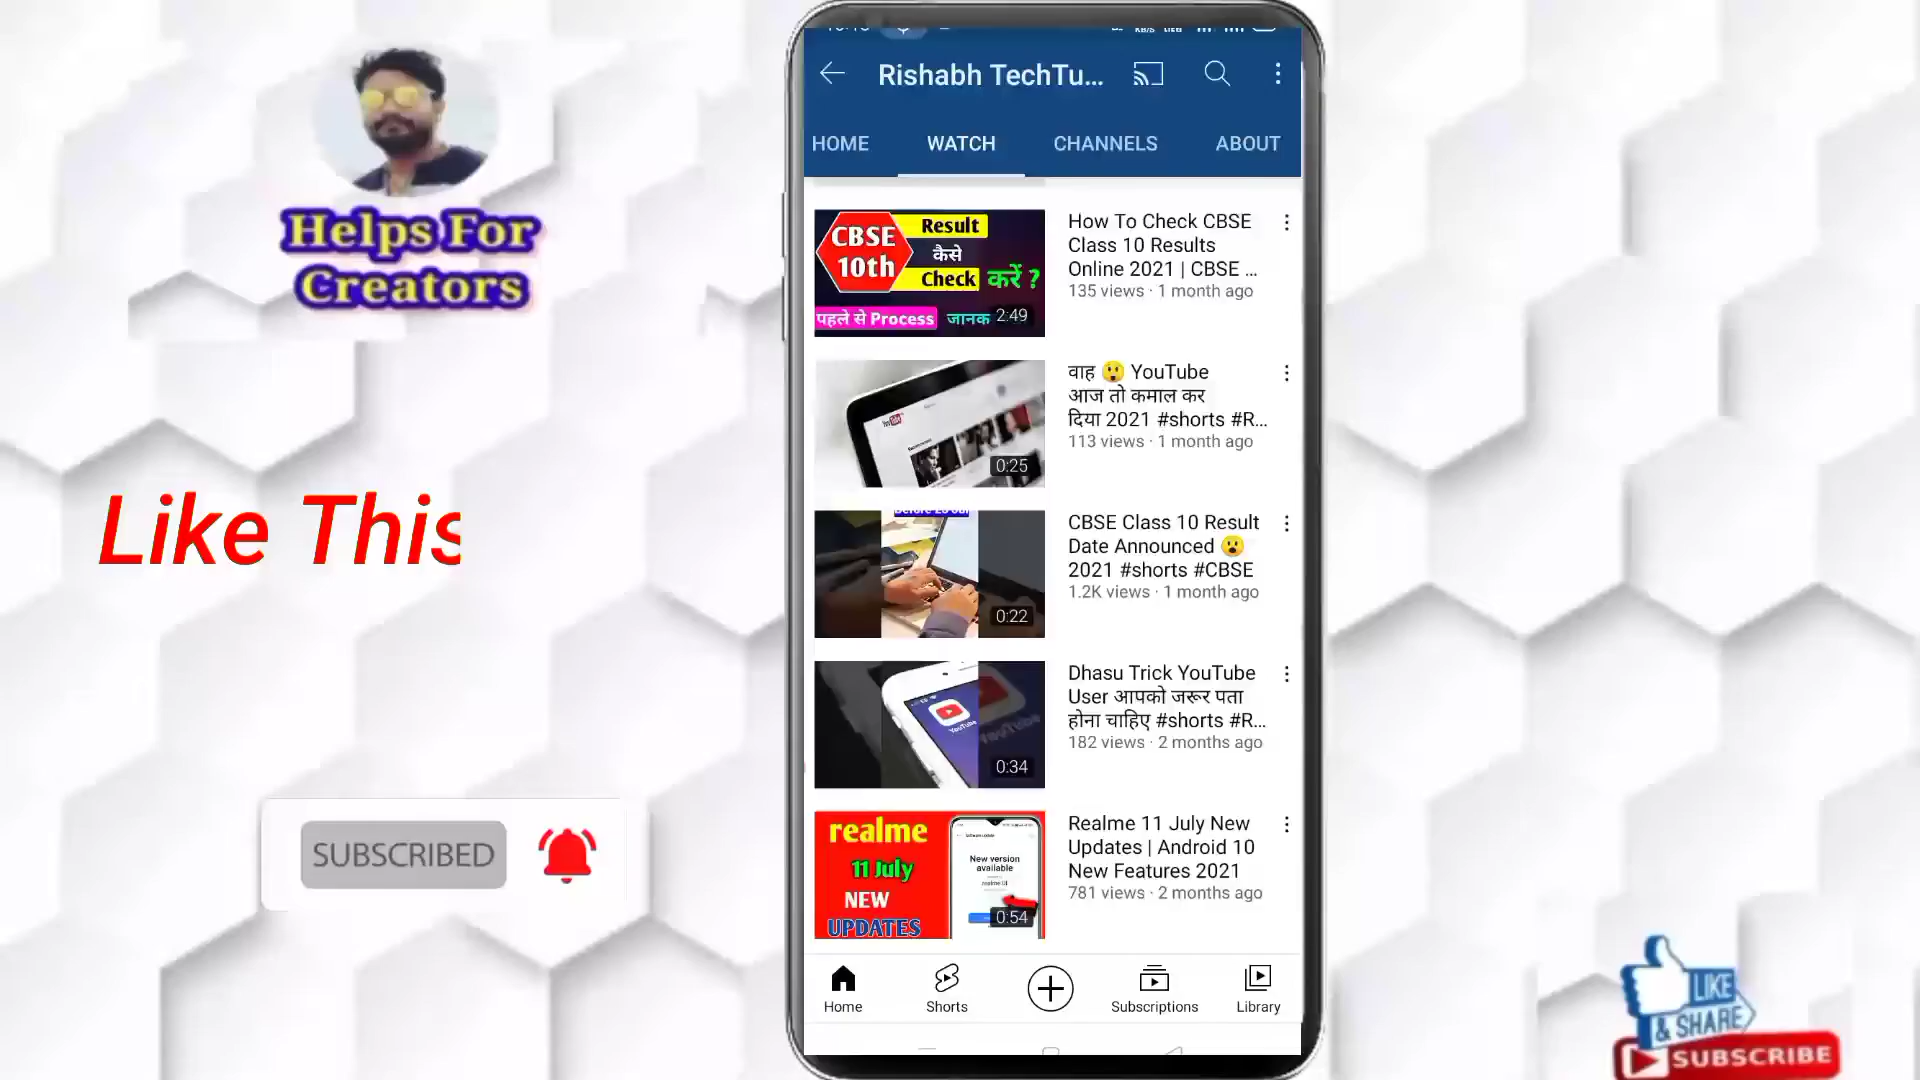 Helps For
Creators
Like This
SUBSCRIBED
Rishabh TechTu...
HOME
WATCH
CHANNELS
ABOUT
CBSE
10th
Result
कैसे
Check करें ?
पहले से Process जानक
2:49
How To Check CBSE
Class 10 Results
Online 2021 | CBSE ...
135 views · 1 month ago
0:25
वाह 😲 YouTube
आज तो कमाल कर
दिया 2021 #shorts #R...
113 views · 1 month ago
0:22
CBSE Class 10 Result
Date Announced 😮
2021 #shorts #CBSE
1.2K views · 1 month ago
YouTube
0:34
Dhasu Trick YouTube
User आपको जरूर पता
होना चाहिए #shorts #R...
182 views · 2 months ago
realme
11 July
NEW
UPDATES
New version
available
realme UI
0:54
Realme 11 July New
Updates | Android 10
New Features 2021
781 views · 2 months ago
Home
Shorts
Subscriptions
Library
LIKE
& SHARE
SUBSCRIBE